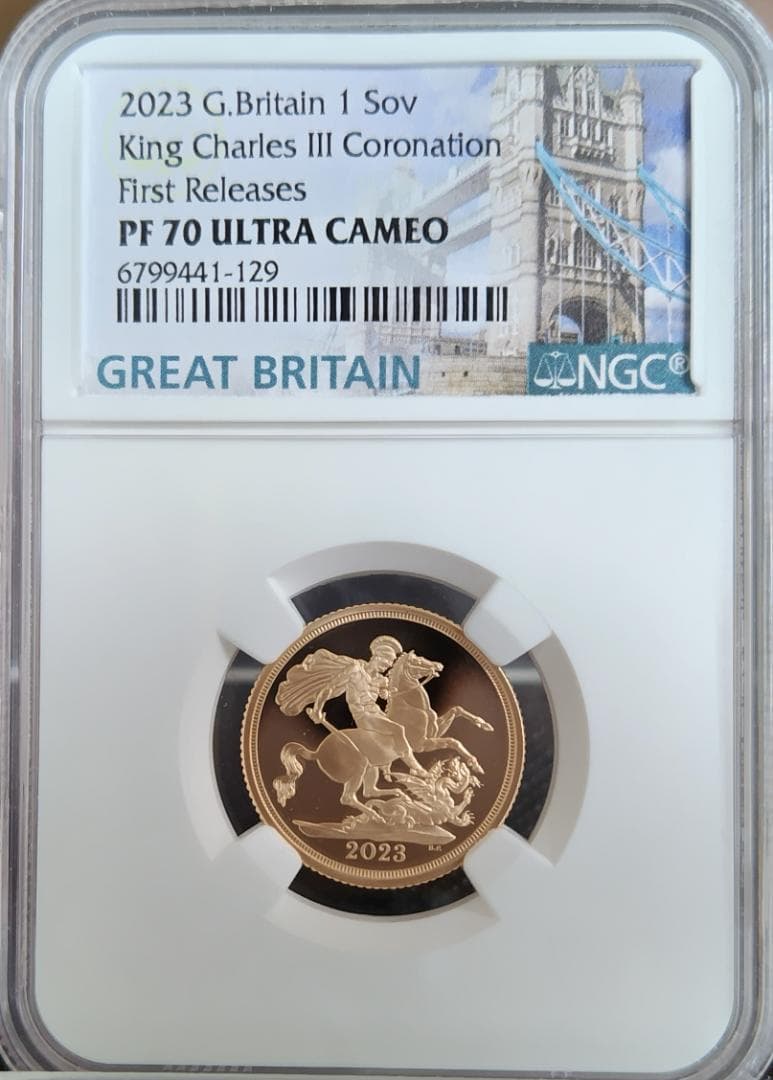 2023 G.Britain 1 Sov
King Charles III Coronation
First Releases
PF 70 ULTRA CAMEO
6799441-129
GREAT BRITAIN
NGC®
2023
B.P.